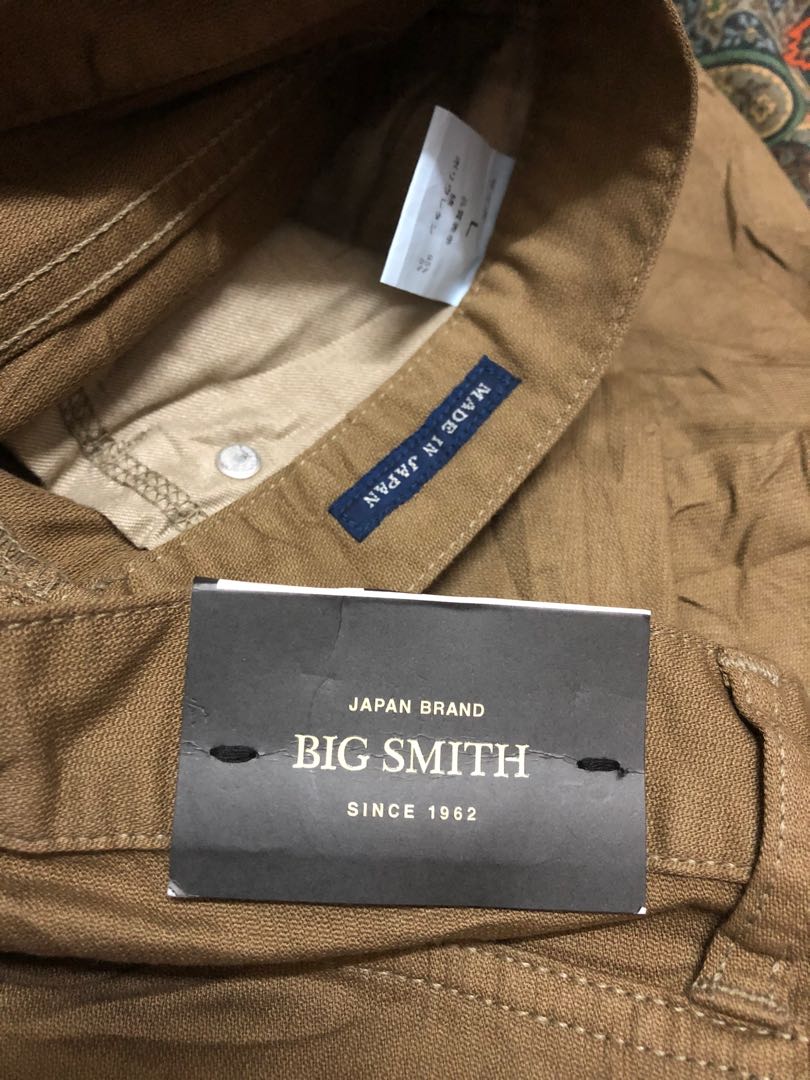 L
MADE IN JAPAN
JAPAN BRAND
BIG SMITH
SINCE 1962